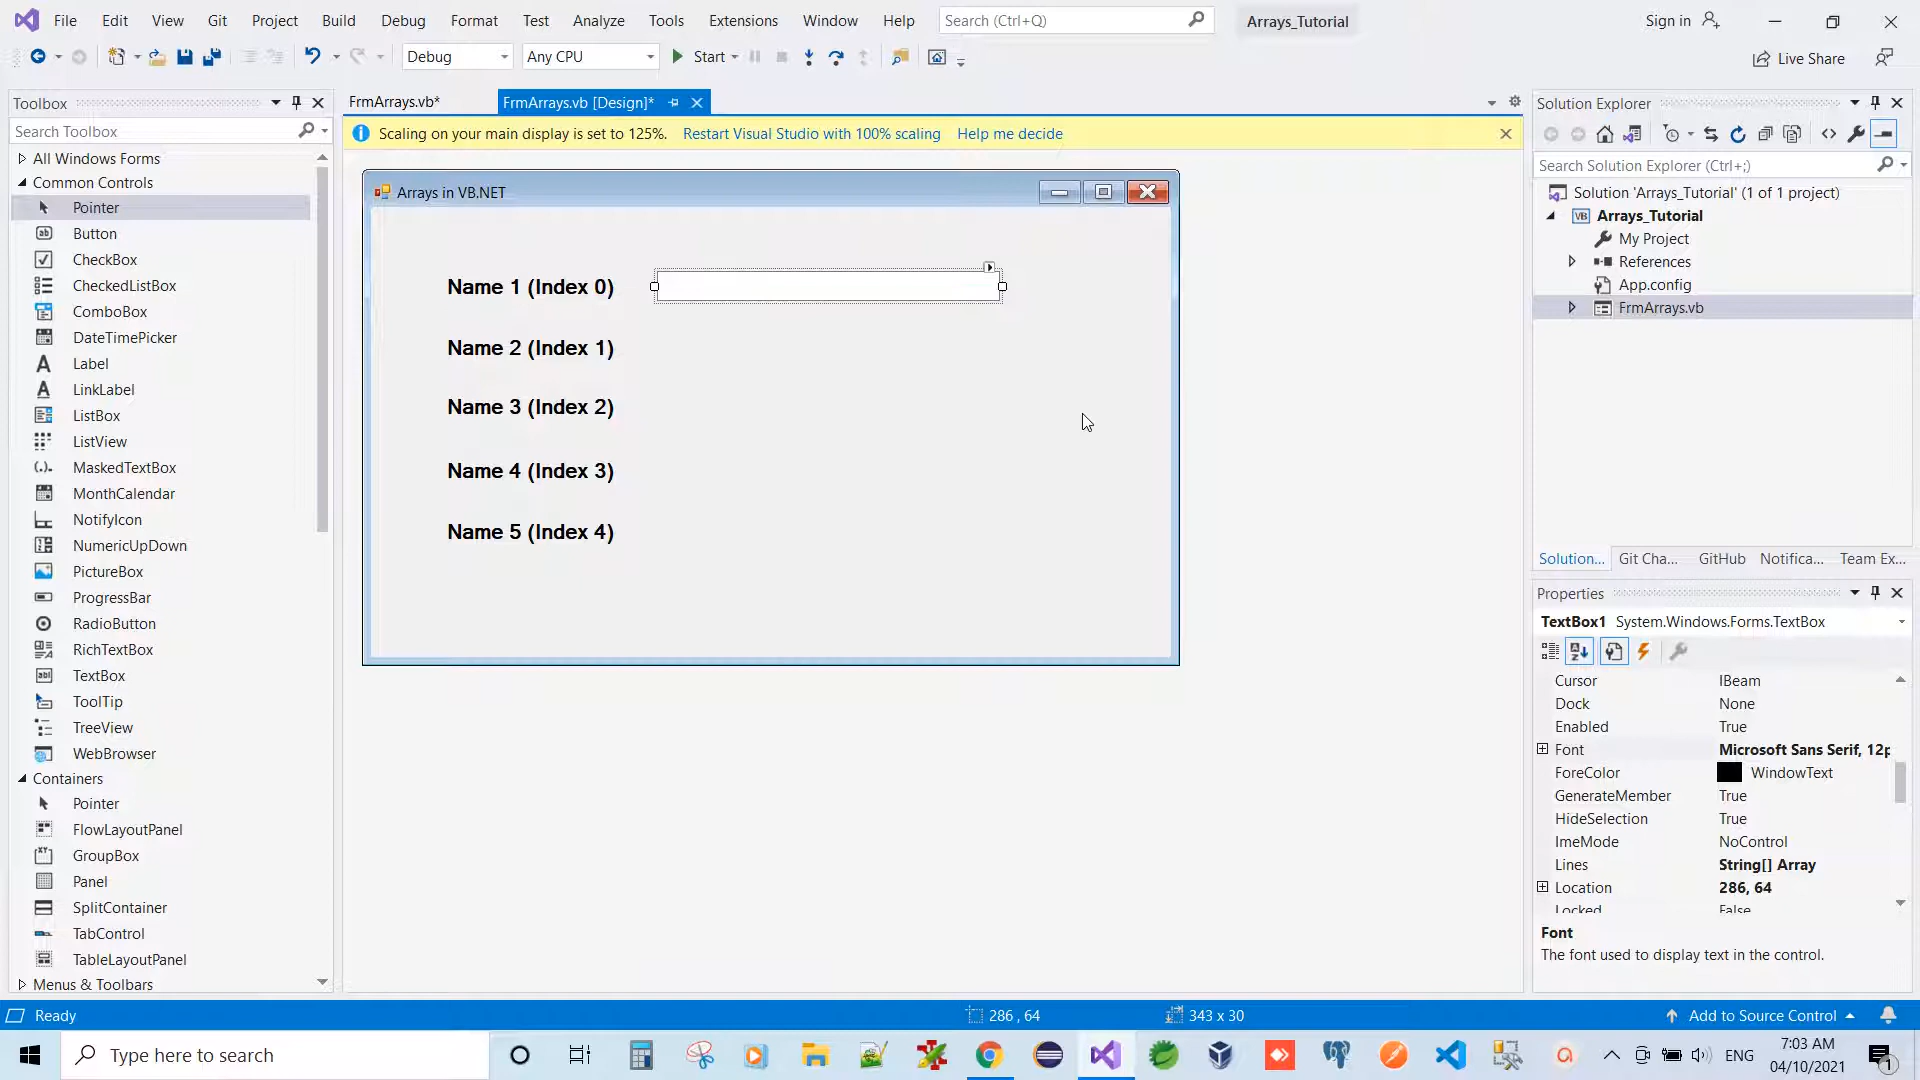 File Edit View Git Project Build Debug Format Test Analyze Tools Extensions Window Help Search (Ctrl+Q) Arrays_Tutorial Sign in
Debug Any CPU Start Live Share
Toolbox
Search Toolbox
All Windows Forms
Common Controls
Pointer
Button
CheckBox
CheckedListBox
ComboBox
DateTimePicker
Label
LinkLabel
ListBox
ListView
MaskedTextBox
MonthCalendar
NotifyIcon
NumericUpDown
PictureBox
ProgressBar
RadioButton
RichTextBox
TextBox
ToolTip
TreeView
WebBrowser
Containers
Pointer
FlowLayoutPanel
GroupBox
Panel
SplitContainer
TabControl
TableLayoutPanel
Menus & Toolbars
FrmArrays.vb* FrmArrays.vb [Design]*
Scaling on your main display is set to 125%. Restart Visual Studio with 100% scaling Help me decide
Arrays in VB.NET
Name 1 (Index 0)
Name 2 (Index 1)
Name 3 (Index 2)
Name 4 (Index 3)
Name 5 (Index 4)
Solution Explorer
Search Solution Explorer (Ctrl+;)
Solution 'Arrays_Tutorial' (1 of 1 project)
VB Arrays_Tutorial
My Project
References
App.config
FrmArrays.vb
Solution... Git Cha... GitHub Notifica... Team Ex...
Properties
TextBox1 System.Windows.Forms.TextBox
Cursor IBeam
Dock None
Enabled True
Font Microsoft Sans Serif, 12p
ForeColor WindowText
GenerateMember True
HideSelection True
ImeMode NoControl
Lines String[] Array
Location 286, 64
Locked False
Font
The font used to display text in the control.
Ready 286 , 64 343 x 30 Add to Source Control
Type here to search ENG 7:03 AM
04/10/2021 1